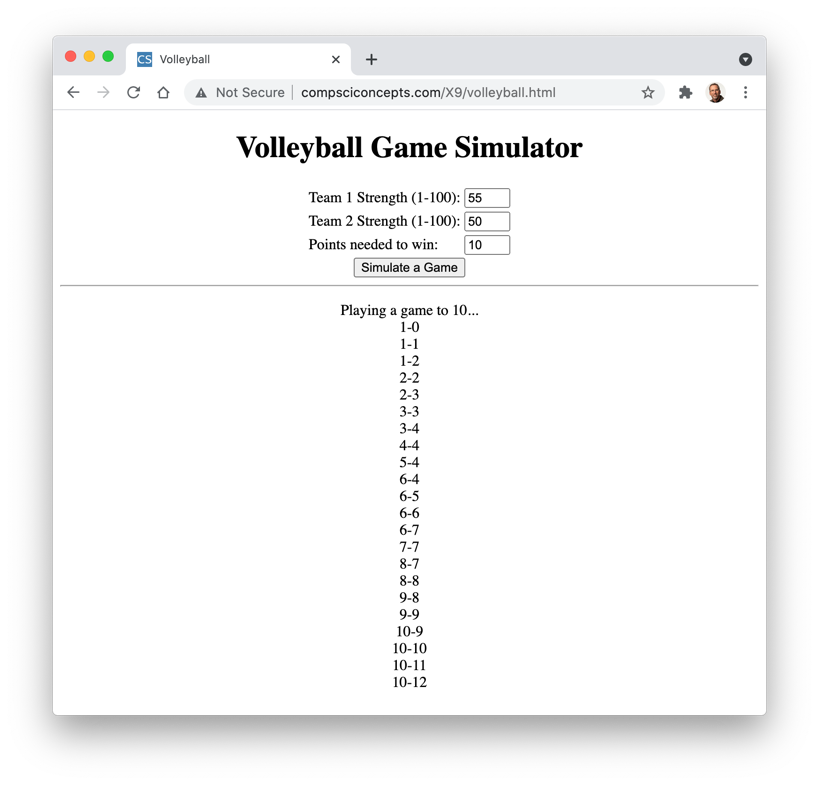 CS Volleyball
Not Secure | compsciconcepts.com/X9/volleyball.html
Volleyball Game Simulator
Team 1 Strength (1-100): 55
Team 2 Strength (1-100): 50
Points needed to win: 10
Simulate a Game
Playing a game to 10...
1-0
1-1
1-2
2-2
2-3
3-3
3-4
4-4
5-4
6-4
6-5
6-6
6-7
7-7
8-7
8-8
9-8
9-9
10-9
10-10
10-11
10-12